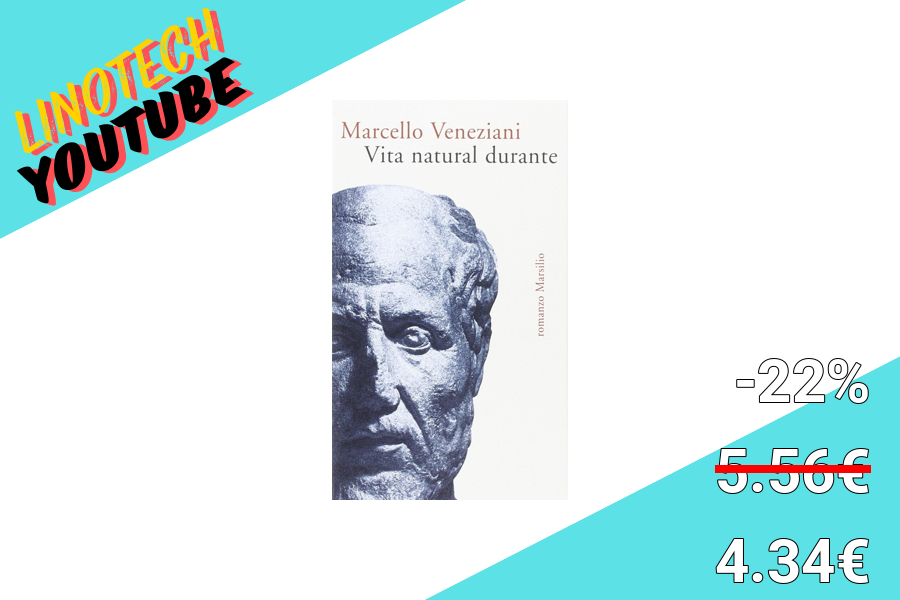 LINOTECH
YOUTUBE
Marcello Veneziani
Vita natural durante
romanzo Marsilio
-22%
5.56€
4.34€